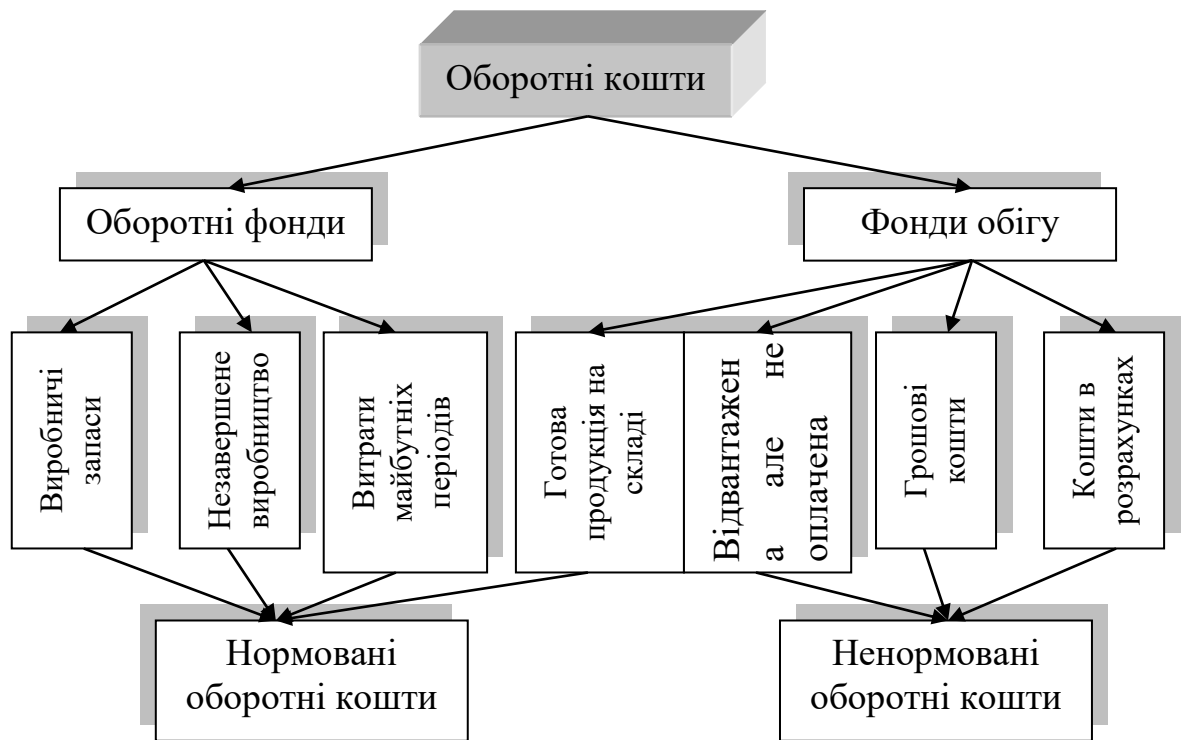 Оборотні кошти
Оборотні фонди
Фонди обігу
Виробничі
запаси
Незавершене
виробництво
Витрати
майбутніх
періодів
Готова
продукція на
складі
Відвантажен
а але не
оплачена
Грошові
кошти
Кошти в
розрахунках
Нормовані
оборотні кошти
Ненормовані
оборотні кошти